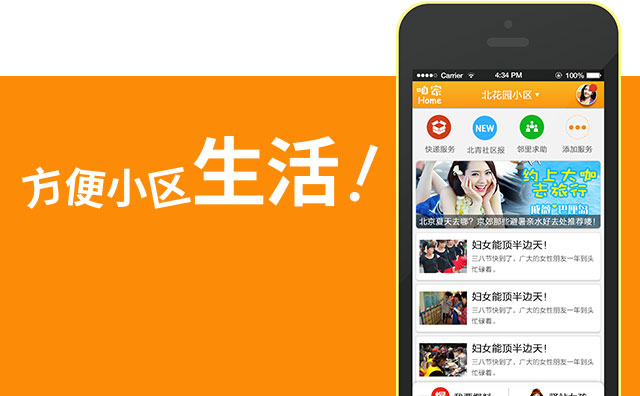 方便小区生活！
Carrier
4:34 PM
100%
咱家
Home
北花园小区
快递服务
NEW
北青社区报
邻里求助
添加服务
约上大咖
去旅行
北京夏天去哪？京郊那些避暑亲水好去处推荐喽!
妇女能顶半边天!
三八节快到了，广大的女性朋友一年到头
忙碌着。
妇女能顶半边天!
三八节快到了，广大的女性朋友一年到头
忙碌着。
妇女能顶半边天!
三八节快到了，广大的女性朋友一年到头
忙碌着。